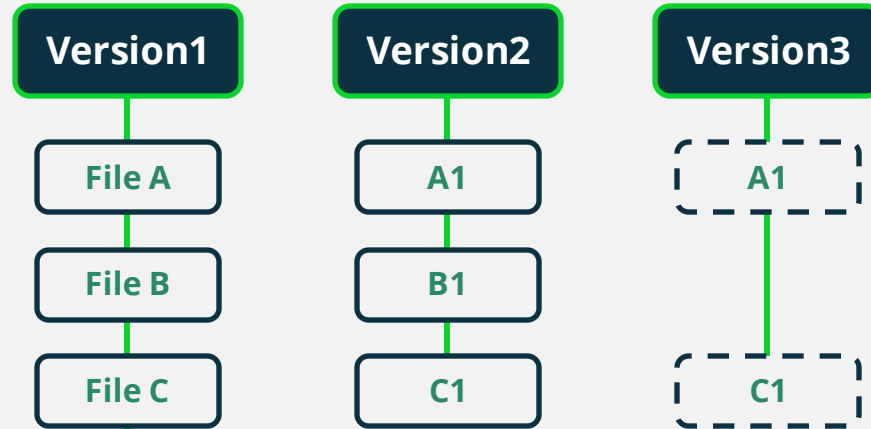 Version1
Version2
Version3
File A
A1
A1
File B
B1
File C
C1
C1